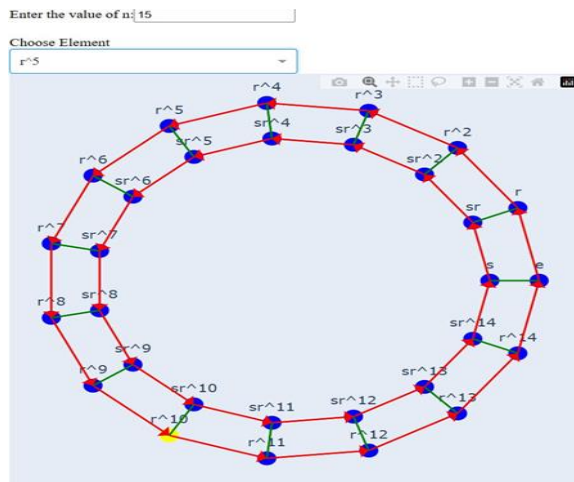 Enter the value of n: 15
Choose Element
r^5
r^4
r^3
r^5
sr^4
sr^3
r^2
sr^5
sr^2
r^6
sr^6
r
sr
r^7
sr^7
s
e
r^8
sr^8
sr^14
r^14
r^9
sr^9
sr^13
r^13
sr^10
sr^11
sr^12
r^10
r^11
r^12